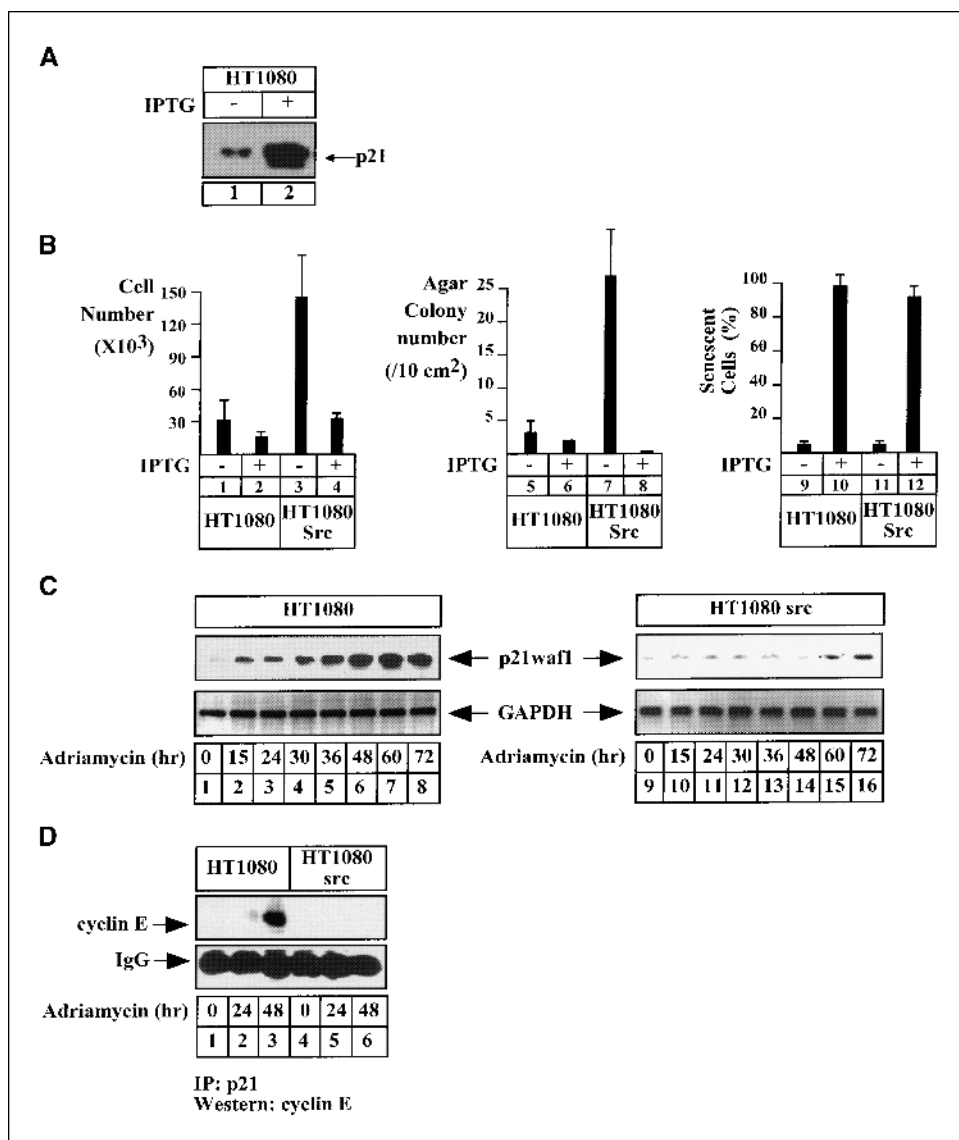 A
HT1080
IPTG - +
p21
1 2
B
Cell Number (X103)
150
120
90
60
30
IPTG - + - +
1 2 3 4
HT1080 HT1080 Src
Agar Colony number (/10 cm2)
25
20
15
10
5
IPTG - + - +
5 6 7 8
HT1080 HT1080 Src
Senescent Cells (%)
100
80
60
40
20
IPTG - + - +
9 10 11 12
HT1080 HT1080 Src
C
HT1080 HT1080 src
p21waf1
GAPDH
Adriamycin (hr) 0 15 24 30 36 48 60 72
1 2 3 4 5 6 7 8
Adriamycin (hr) 0 15 24 30 36 48 60 72
9 10 11 12 13 14 15 16
D
HT1080 HT1080 src
cyclin E
IgG
Adriamycin (hr) 0 24 48 0 24 48
1 2 3 4 5 6
IP: p21
Western: cyclin E